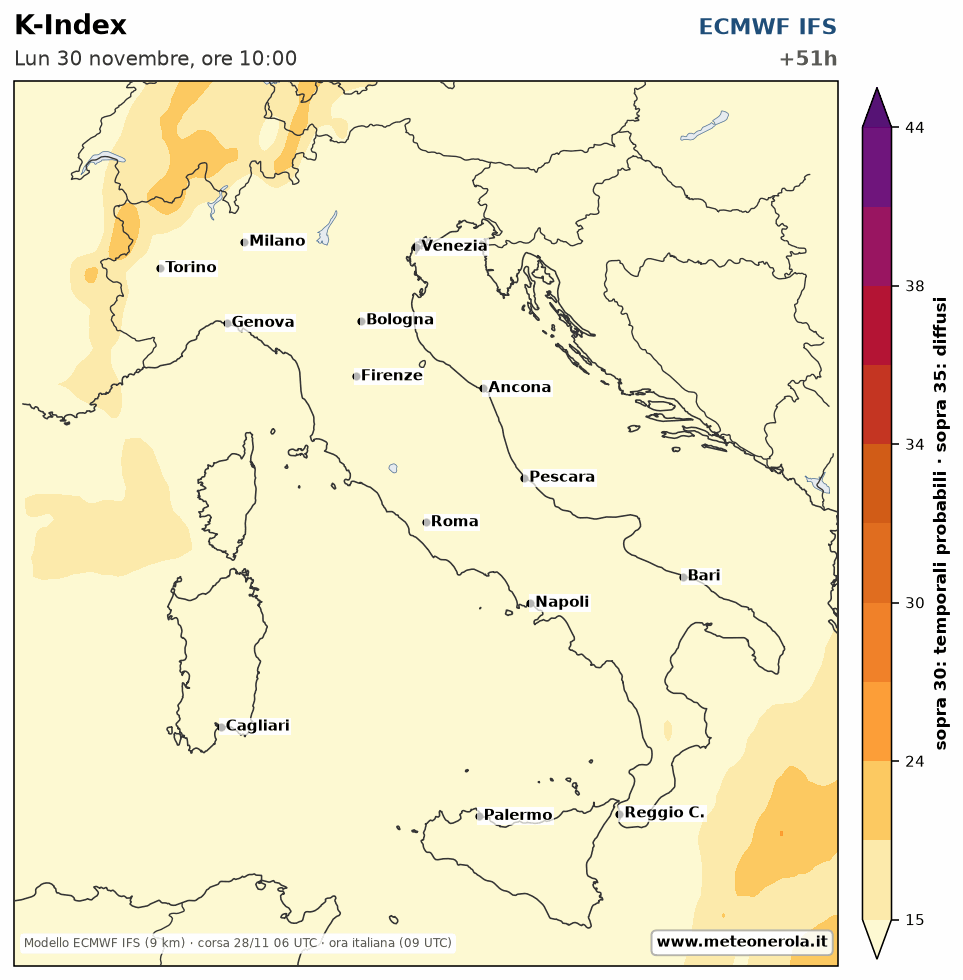 K-Index
ECMWF IFS
Lun 30 novembre, ore 10:00
+51h
Milano
Venezia
Torino
Genova
Bologna
Firenze
Ancona
Pescara
Roma
Bari
Napoli
Cagliari
Palermo
Reggio C.
44
38
34
30
24
15
sopra 30: temporali probabili · sopra 35: diffusi
Modello ECMWF IFS (9 km) · corsa 28/11 06 UTC · ora italiana (09 UTC)
www.meteonerola.it